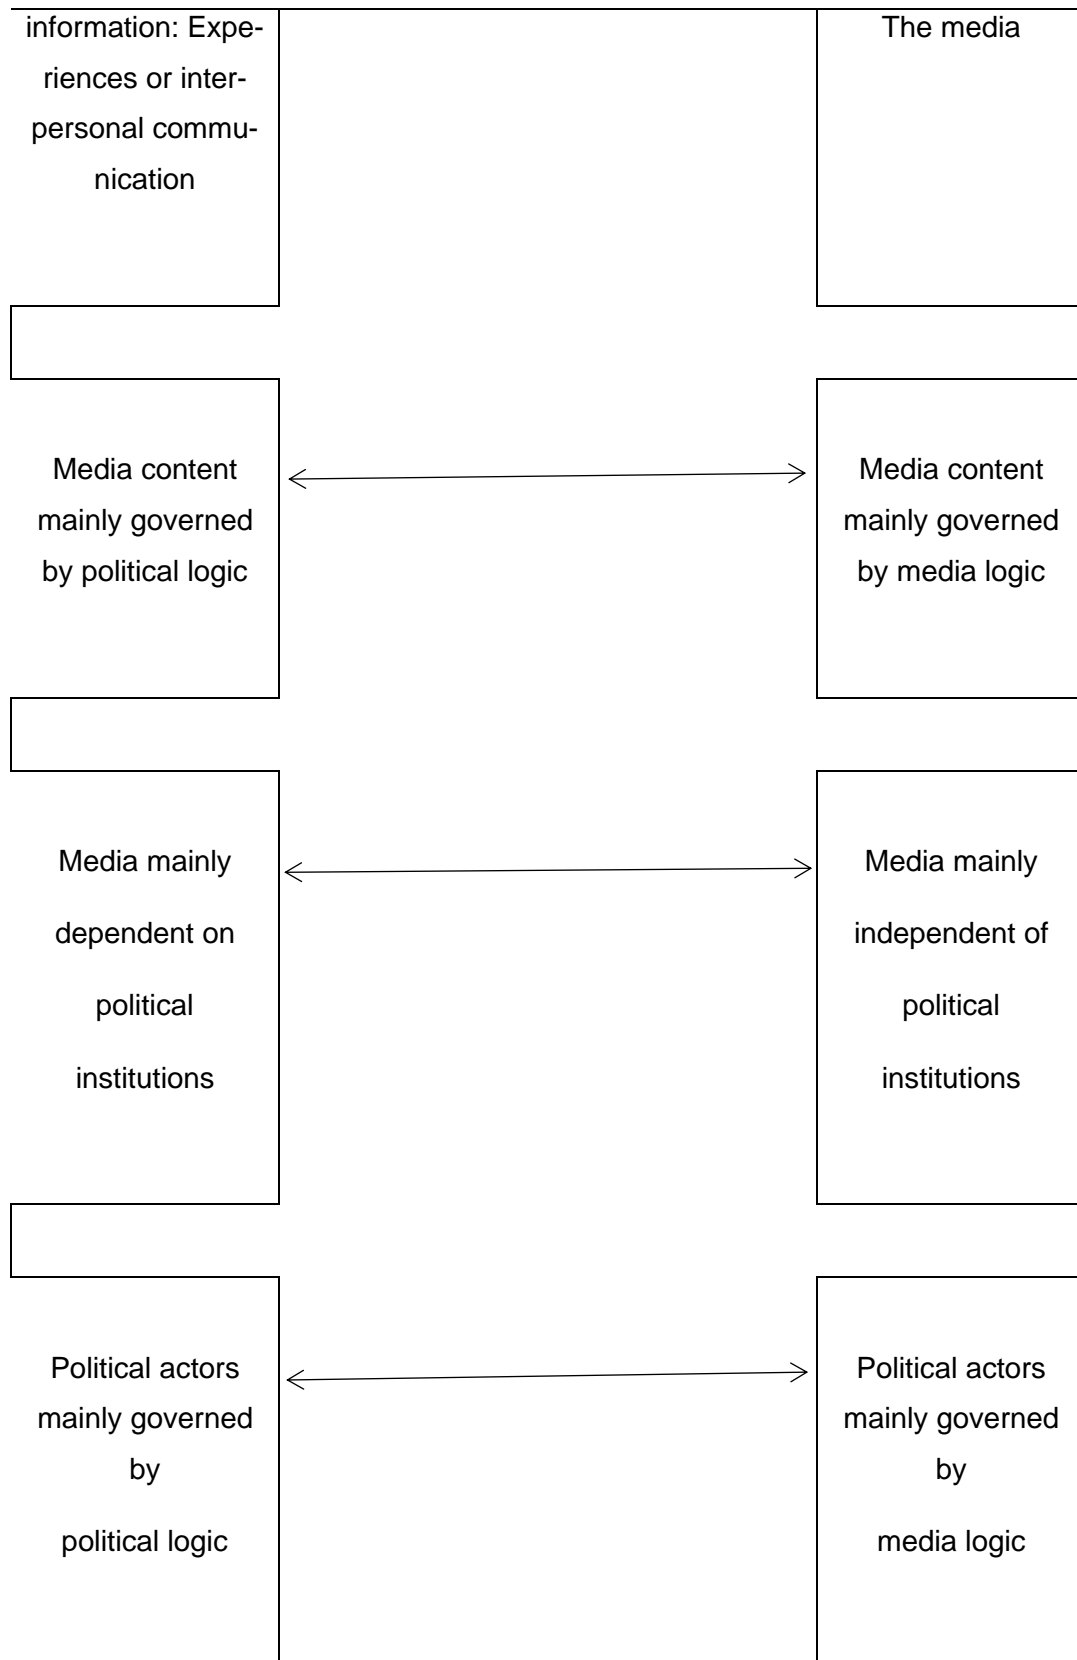 information: Expe-
riences or inter-
personal commu-
nication
The media
Media content
mainly governed
by political logic
Media content
mainly governed
by media logic
Media mainly
dependent on
political
institutions
Media mainly
independent of
political
institutions
Political actors
mainly governed
by
political logic
Political actors
mainly governed
by
media logic